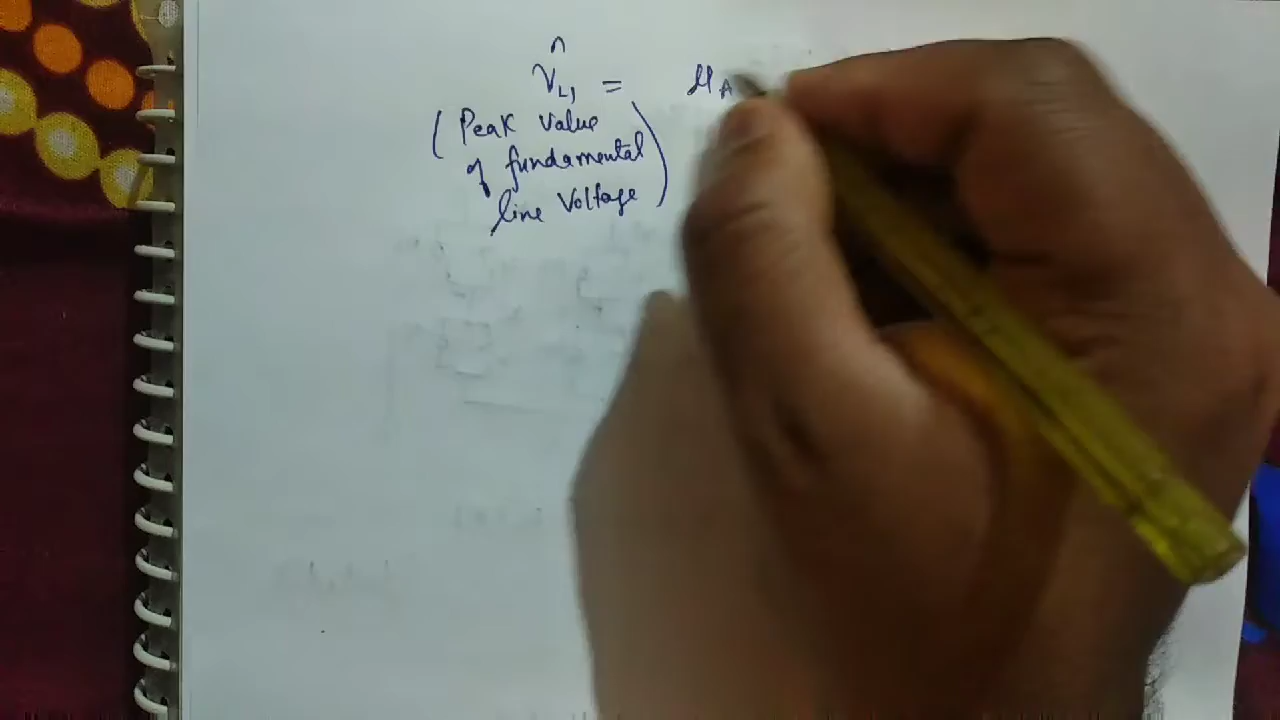 V̂L1 = MA
(Peak value
of fundamental
line Voltage)